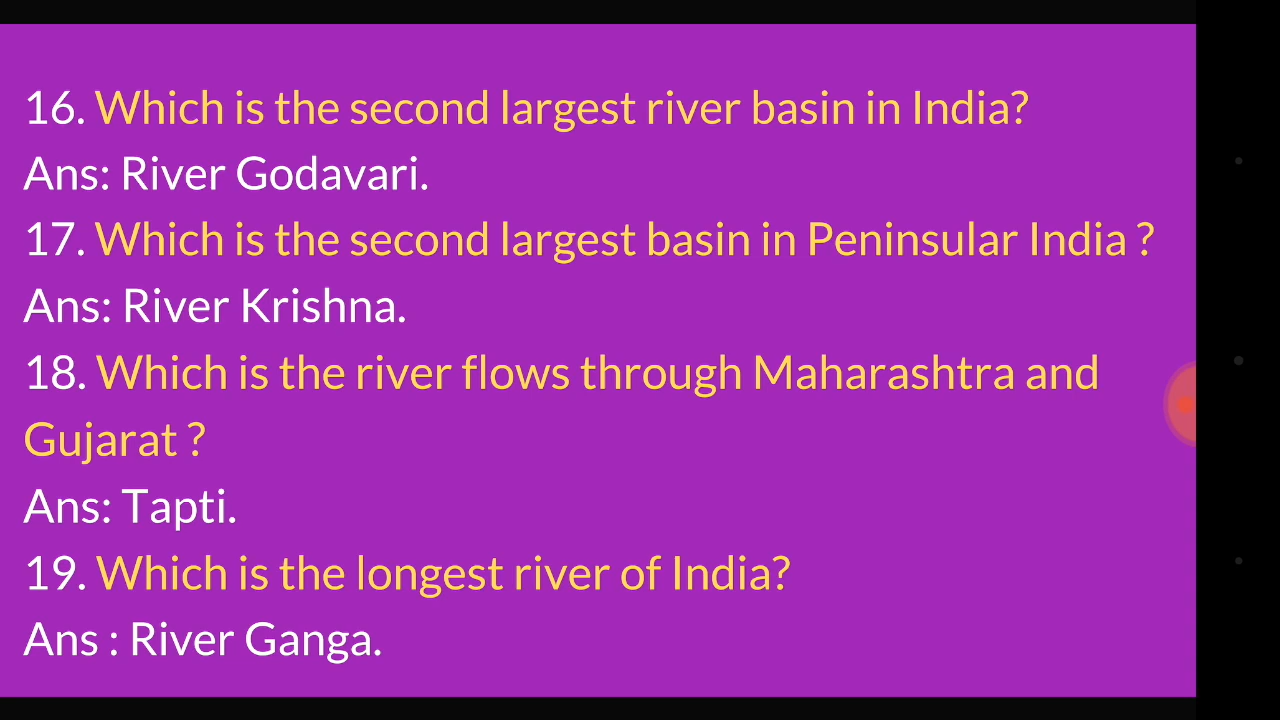 16. Which is the second largest river basin in India?
Ans: River Godavari.
17. Which is the second largest basin in Peninsular India ?
Ans: River Krishna.
18. Which is the river flows through Maharashtra and
Gujarat ?
Ans: Tapti.
19. Which is the longest river of India?
Ans : River Ganga.